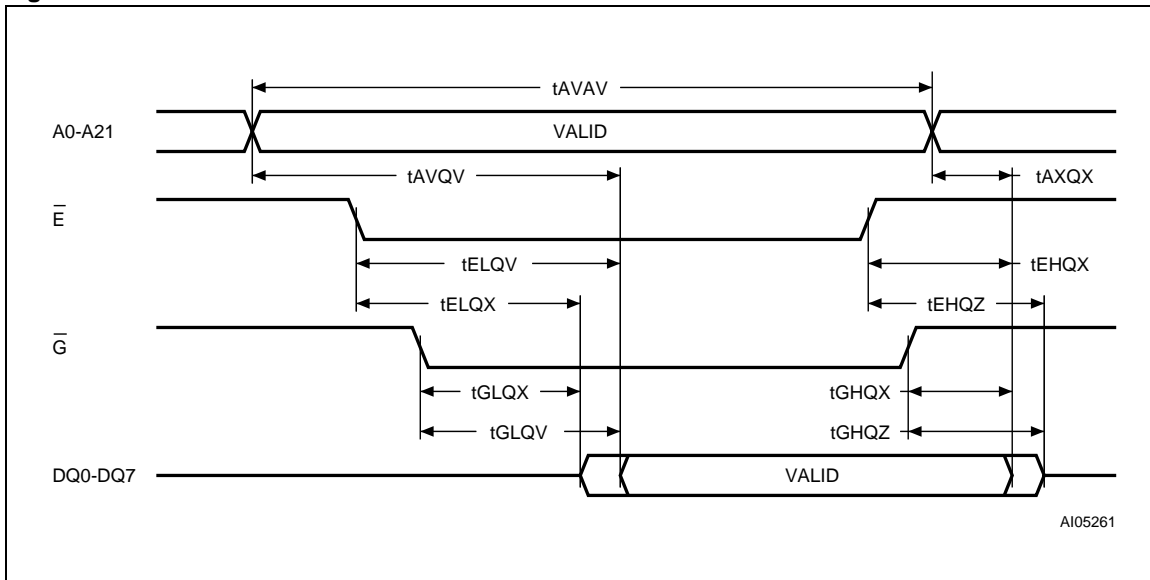 tAVAV
A0-A21 VALID
tAVQV tAXQX
E
tELQV tEHQX
tELQX tEHQZ
G
tGLQX tGHQX
tGLQV tGHQZ
DQ0-DQ7 VALID
AI05261